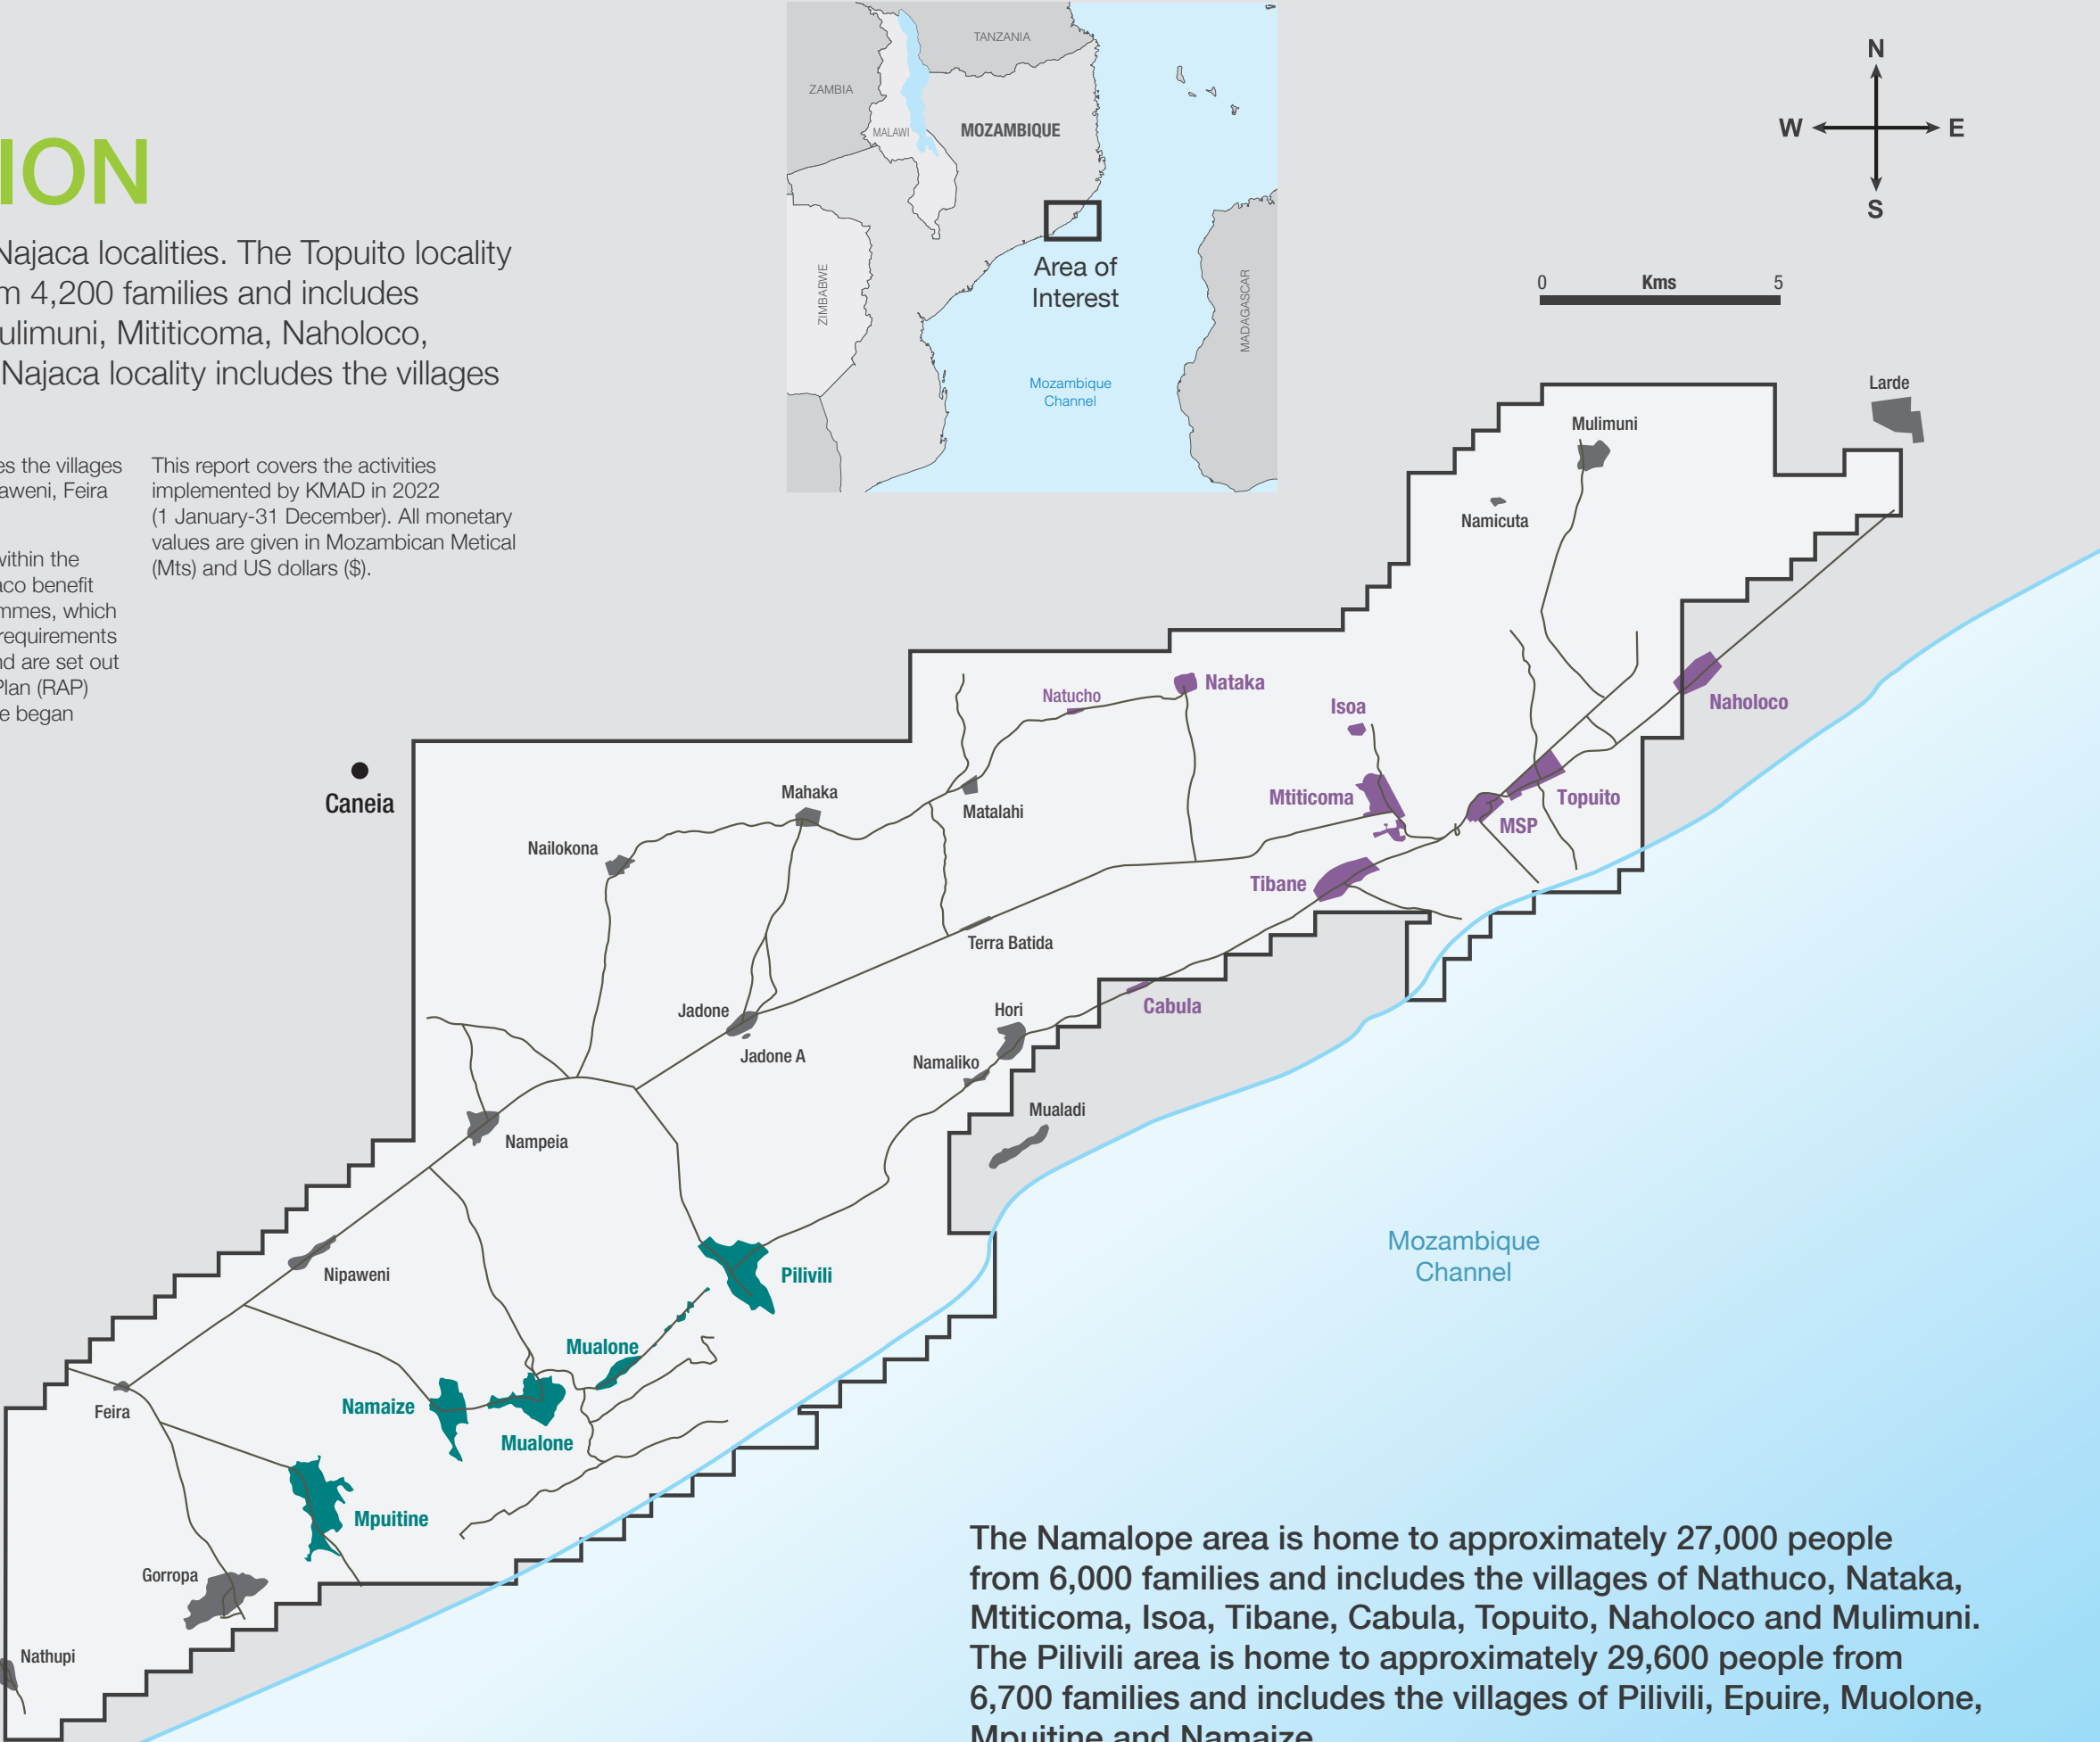 ION
Najaca localities. The Topuito locality
m 4,200 families and includes
ulimuni, Mititicoma, Naholoco,
Najaca locality includes the villages
es the villages
aweni, Feira
within the
aco benefit
mmes, which
requirements
nd are set out
Plan (RAP)
e began
This report covers the activities
implemented by KMAD in 2022
(1 January-31 December). All monetary
values are given in Mozambican Metical
(Mts) and US dollars ($).
TANZANIA
ZAMBIA
MALAWI
MOZAMBIQUE
ZIMBABWE
MADAGASCAR
Area of
Interest
Mozambique
Channel
N
W E
S
0 Kms 5
Larde
Mulimuni
Namicuta
Nataka
Natucho
Isoa
Naholoco
Caneia
Mahaka
Matalahi
Mtiticoma
Topuito
MSP
Nailokona
Tibane
Terra Batida
Jadone
Hori
Cabula
Jadone A
Namaliko
Mualadi
Nampeia
Mozambique
Channel
Nipaweni
Pilivili
Mualone
Namaize
Feira
Mualone
Mpuitine
Gorropa
Nathupi
The Namalope area is home to approximately 27,000 people
from 6,000 families and includes the villages of Nathuco, Nataka,
Mtiticoma, Isoa, Tibane, Cabula, Topuito, Naholoco and Mulimuni.
The Pilivili area is home to approximately 29,600 people from
6,700 families and includes the villages of Pilivili, Epuire, Muolone,
Mpuitine and Namaize